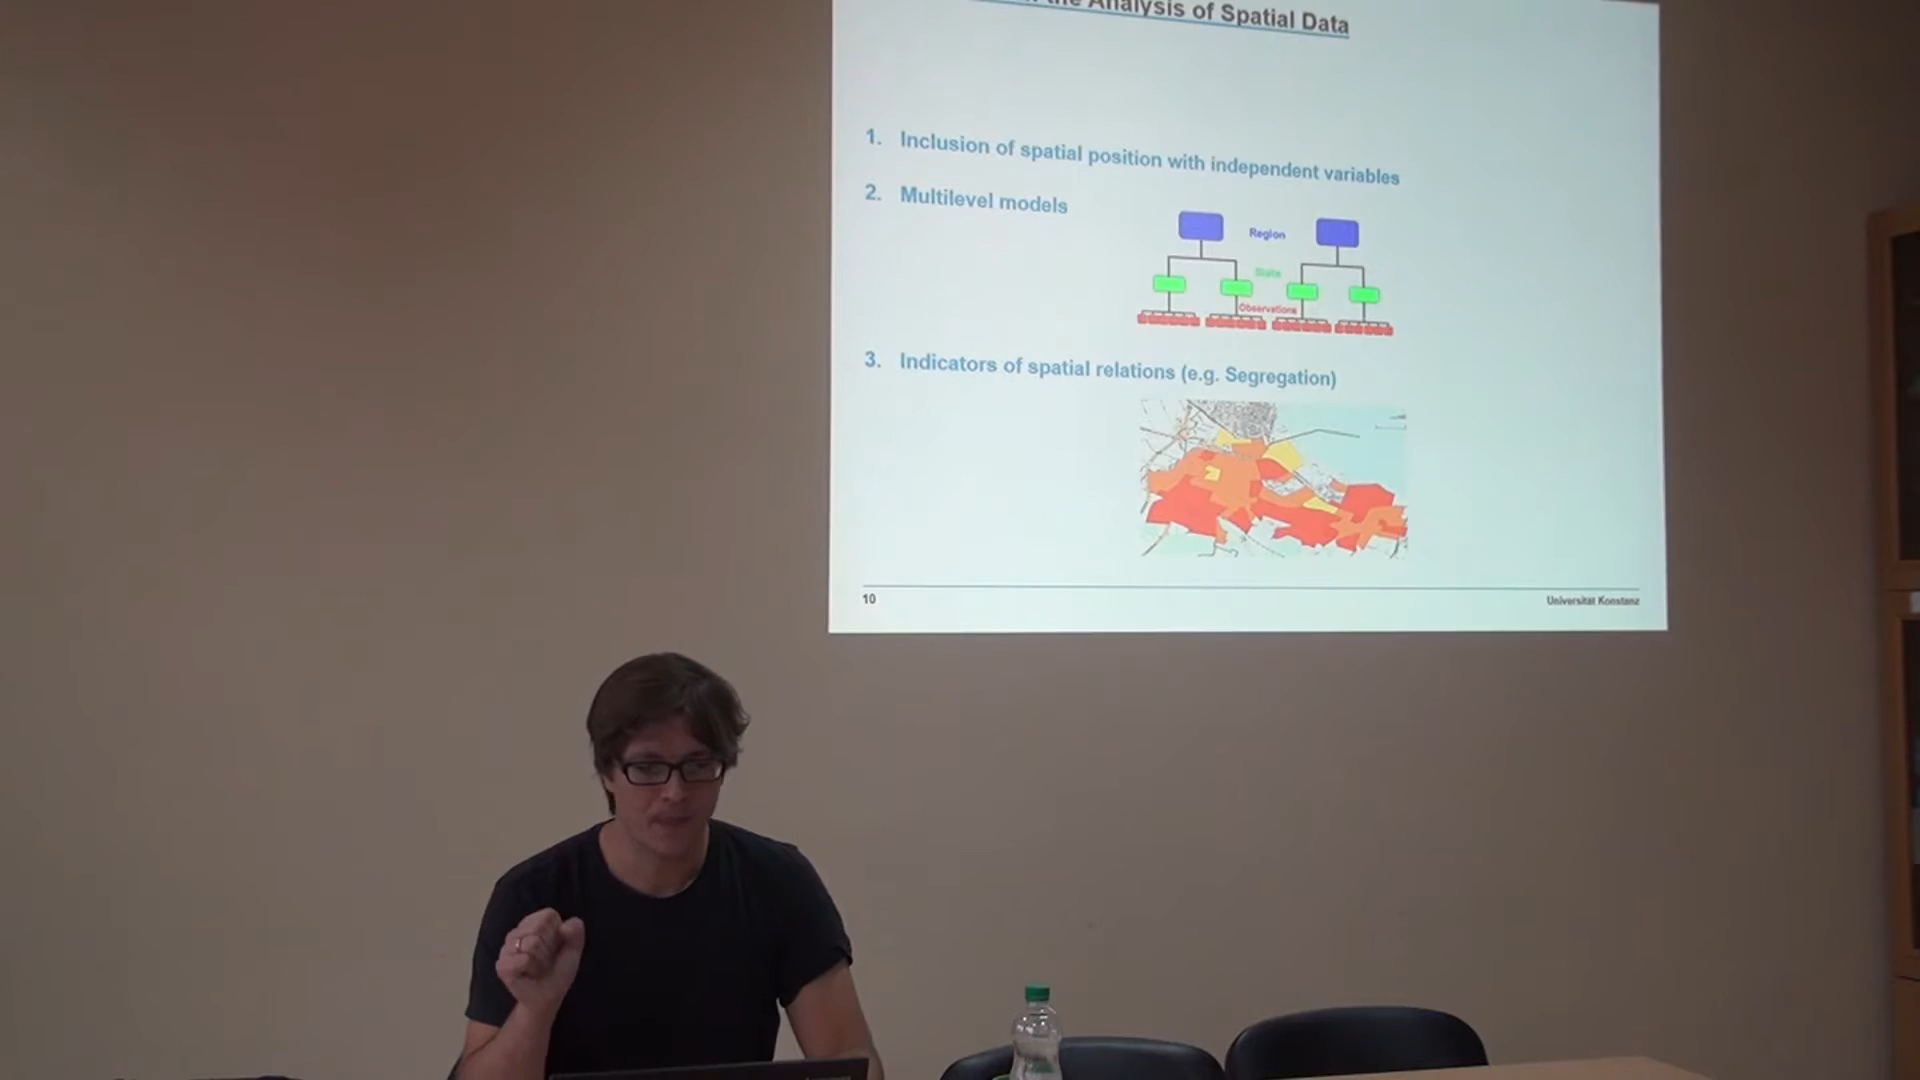 the Analysis of Spatial Data
1. Inclusion of spatial position with independent variables
2. Multilevel models
Region
State
Observations
3. Indicators of spatial relations (e.g. Segregation)
10
Universität Konstanz